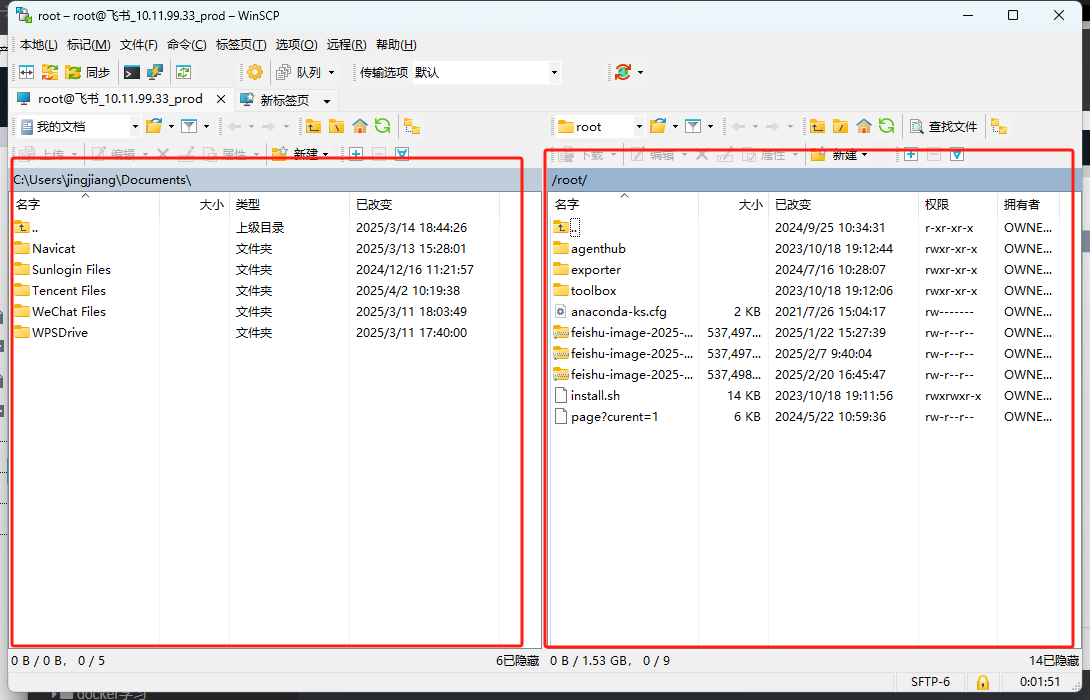 root – root@飞书_10.11.99.33_prod – WinSCP
本地(L) 标记(M) 文件(F) 命令(C) 标签页(T) 选项(O) 远程(R) 帮助(H)
同步 队列 传输选项 默认
root@飞书_10.11.99.33_prod 新标签页
我的文档
上传 编辑 属性 新建
C:\Users\jingjiang\Documents\
名字 大小 类型 已改变
.. 上级目录 2025/3/14 18:44:26
Navicat 文件夹 2025/3/13 15:28:01
Sunlogin Files 文件夹 2024/12/16 11:21:57
Tencent Files 文件夹 2025/4/2 10:19:38
WeChat Files 文件夹 2025/3/11 18:03:49
WPSDrive 文件夹 2025/3/11 17:40:00
0 B / 0 B， 0 / 5 6已隐藏
root 查找文件
下载 编辑 属性 新建
/root/
名字 大小 已改变 权限 拥有者
.. 2024/9/25 10:34:31 r-xr-xr-x OWNE...
agenthub 2023/10/18 19:12:44 rwxr-xr-x OWNE...
exporter 2024/7/16 10:28:07 rwxr-xr-x OWNE...
toolbox 2023/10/18 19:12:06 rwxr-xr-x OWNE...
anaconda-ks.cfg 2 KB 2021/7/26 15:04:17 rw------- OWNE...
feishu-image-2025-... 537,497... 2025/1/22 15:27:39 rw-r--r-- OWNE...
feishu-image-2025-... 537,497... 2025/2/7 9:40:04 rw-r--r-- OWNE...
feishu-image-2025-... 537,498... 2025/2/20 16:45:47 rw-r--r-- OWNE...
install.sh 14 KB 2023/10/18 19:11:56 rwxrwxr-x OWNE...
page?curent=1 6 KB 2024/5/22 10:59:36 rw-r--r-- OWNE...
0 B / 1.53 GB， 0 / 9 14已隐藏
SFTP-6 0:01:51
docker学习